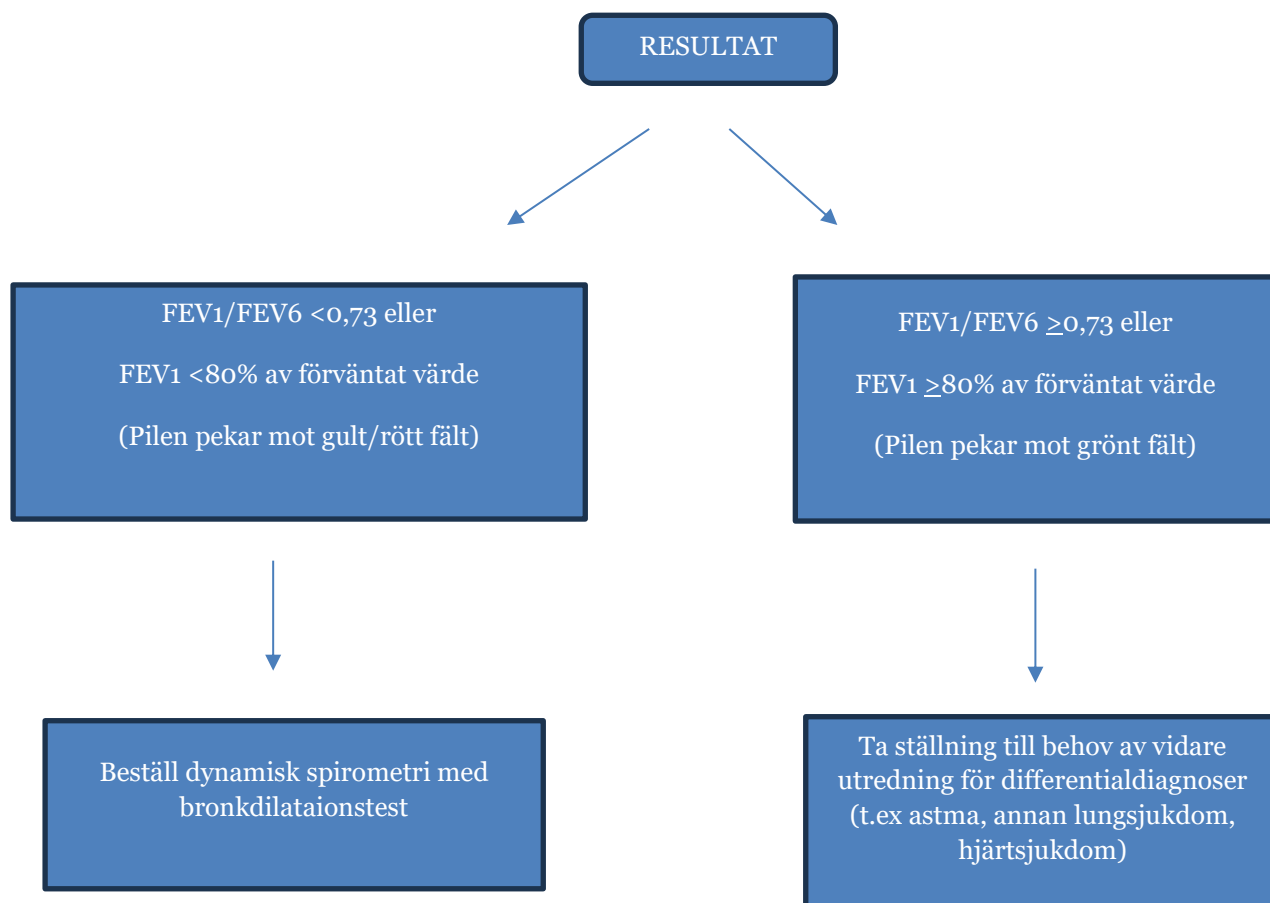 RESULTAT
FEV1/FEV6 <0,73 eller
FEV1 <80% av förväntat värde
(Pilen pekar mot gult/rött fält)
FEV1/FEV6 ≥0,73 eller
FEV1 ≥80% av förväntat värde
(Pilen pekar mot grönt fält)
Beställ dynamisk spirometri med
bronkdilataionstest
Ta ställning till behov av vidare
utredning för differentialdiagnoser
(t.ex astma, annan lungsjukdom,
hjärtsjukdom)